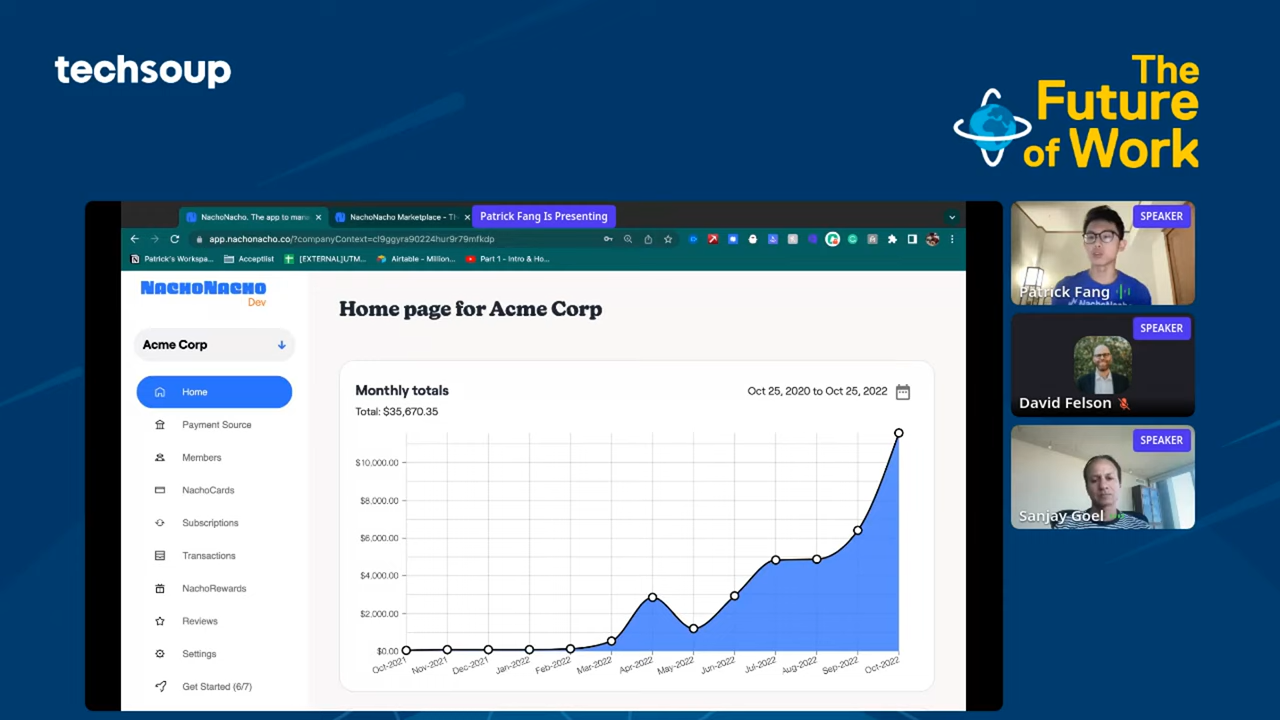 techsoup
The
Future
of Work
NachoNacho. The app to mana
NachoNacho Marketplace - Th
Patrick Fang Is Presenting
app.nachonacho.co/?companyContext=cl9ggyra90224hur9r79mfkdp
Patrick's Workspa...
Acceptlist
[EXTERNAL]UTM...
Airtable - Million...
Part 1 - Intro & Ho...
NachoNacho
Dev
Acme Corp
Home
Payment Source
Members
NachoCards
Subscriptions
Transactions
NachoRewards
Reviews
Settings
Get Started (6/7)
Home page for Acme Corp
Monthly totals
Oct 25, 2020 to Oct 25, 2022
Total: $35,670.35
$10,000.00
$8,000.00
$6,000.00
$4,000.00
$2,000.00
$0.00
Oct-2021 Nov-2021 Dec-2021 Jan-2022 Feb-2022 Mar-2022 Apr-2022 May-2022 Jun-2022 Jul-2022 Aug-2022 Sep-2022 Oct-2022
SPEAKER
Patrick Fang
SPEAKER
David Felson
SPEAKER
Sanjay Goel